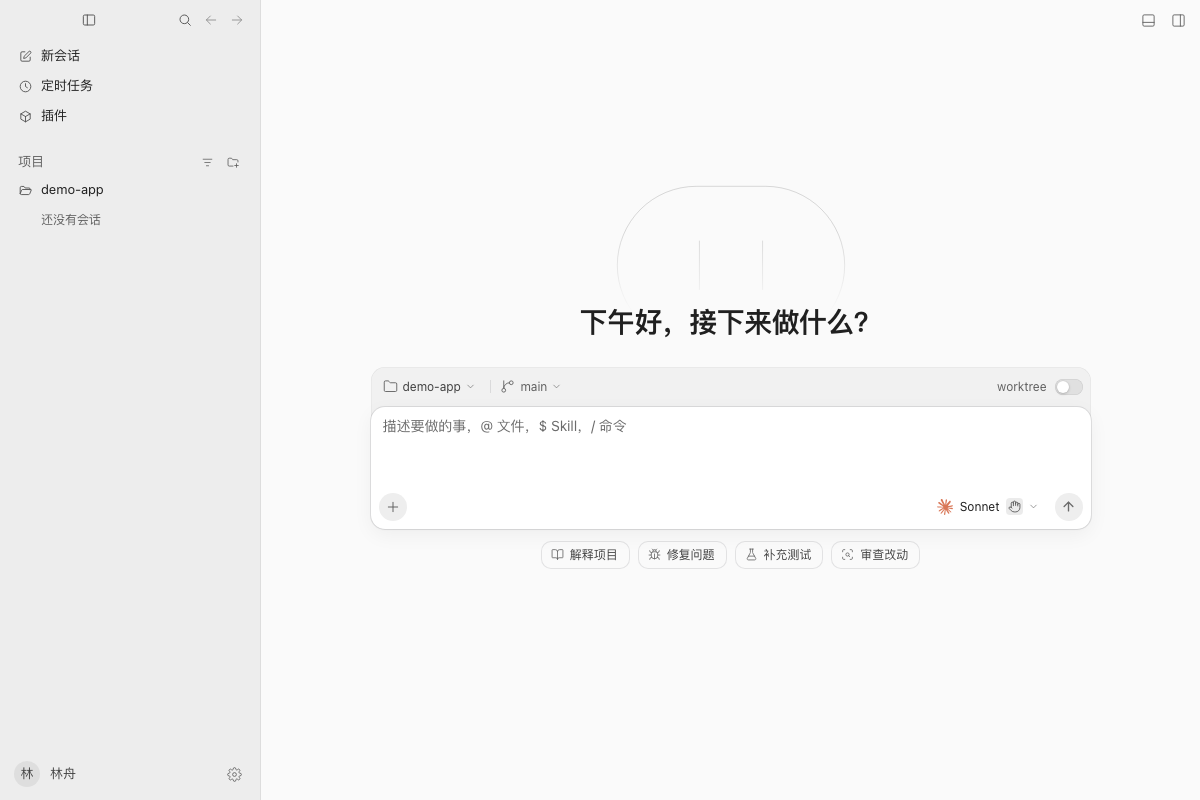 新会话
定时任务
插件
项目
demo-app
还没有会话
下午好，接下来做什么?
demo-app
main
worktree
描述要做的事，@ 文件，$ Skill，/ 命令
Sonnet
解释项目
修复问题
补充测试
审查改动
林 林舟